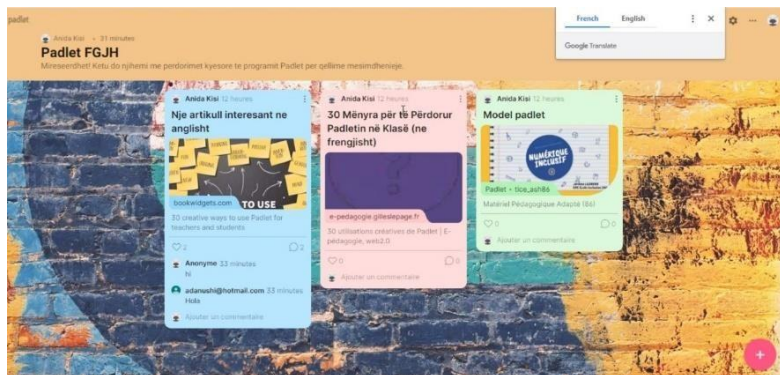 padlet
Anida Kisi • 31 minutes
Padlet FGJH
Mireseerdhet! Ketu do njihemi me perdorimet kyesore te programit Padlet per qellime mesimdhenieje.
French English
Google Translate
Anida Kisi 12 heures
Nje artikull interesant ne
anglisht
TO USE
bookwidgets.com
30 creative ways to use Padlet for
teachers and students
2 2
Anonyme 33 minutes
hi
adanushi@hotmail.com 33 minutes
Hola
Ajouter un commentaire
Anida Kisi 12 heures
30 Mënyra për të Përdorur
Padletin në Klasë (ne
frengjisht)
e-pedagogie.gilleslepage.fr
30 utilisations créatives de Padlet | E-
pédagogie, web2.0
0 0
Ajouter un commentaire
Anida Kisi 12 heures
Model padlet
NUMÉRIQUE
INCLUSIF
Padlet • tice_ash86
Matériel Pédagogique Adapté (86)
0 0
Ajouter un commentaire